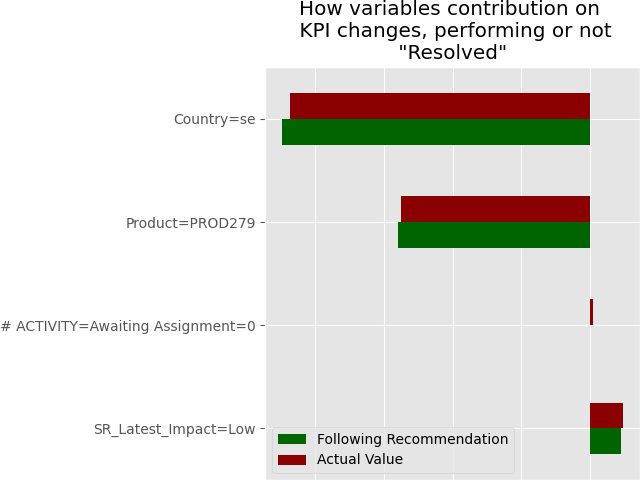 How variables contribution on
KPI changes, performing or not
"Resolved"
Country=se
Product=PROD279
# ACTIVITY=Awaiting Assignment=0
SR_Latest_Impact=Low
Following Recommendation
Actual Value